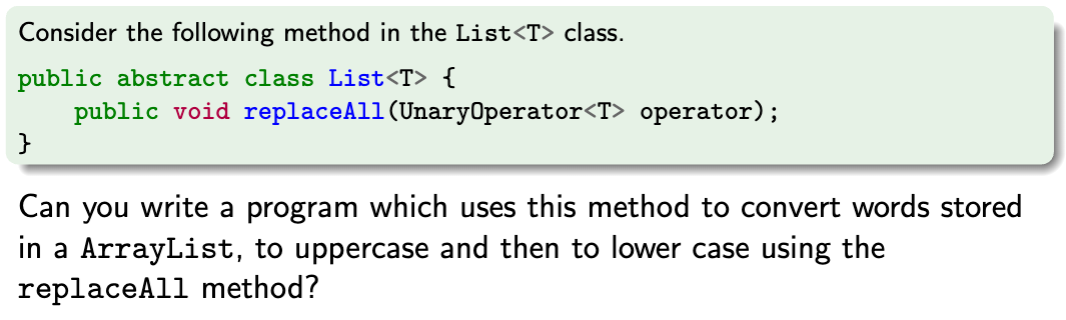 Consider the following method in the List<T> class.
public abstract class List<T> {
    public void replaceAll(UnaryOperator<T> operator);
}
Can you write a program which uses this method to convert words stored
in a ArrayList, to uppercase and then to lower case using the
replaceAll method?